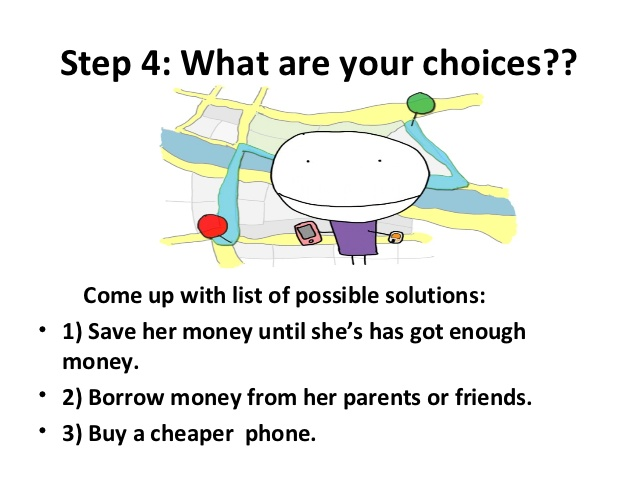 Step 4: What are your choices??
Come up with list of possible solutions:
• 1) Save her money until she’s has got enough
money.
• 2) Borrow money from her parents or friends.
• 3) Buy a cheaper  phone.